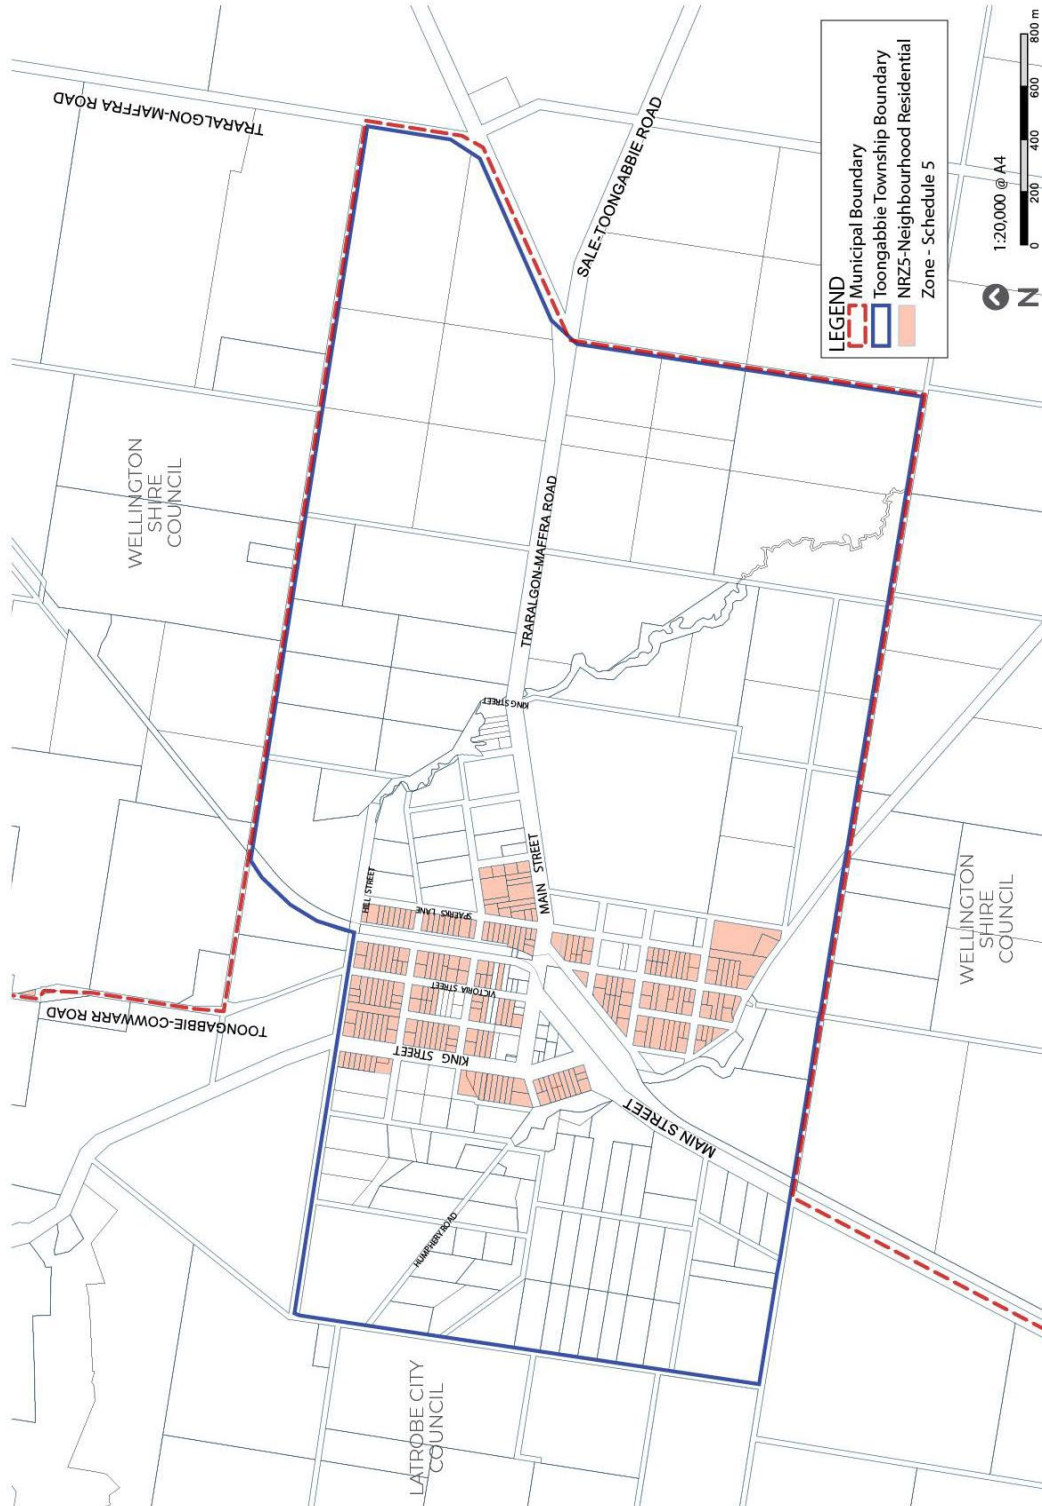 TRARALGON-MAFFRA ROAD
SALE-TOONGABBIE ROAD
WELLINGTON
SHIRE
COUNCIL
TRARALGON-MAFFRA ROAD
KING STREET
HILL STREET
SPAERKS LANE
MAIN STREET
VICTORIA STREET
KING STREET
TOONGABBIE-COWWARR ROAD
MAIN STREET
HUMPHERY ROAD
WELLINGTON
SHIRE
COUNCIL
LATROBE CITY
COUNCIL
LEGEND
Municipal Boundary
Toongabbie Township Boundary
NRZ5-Neighbourhood Residential
Zone - Schedule 5
1:20,000 @ A4
0 200 400 600 800 m
N